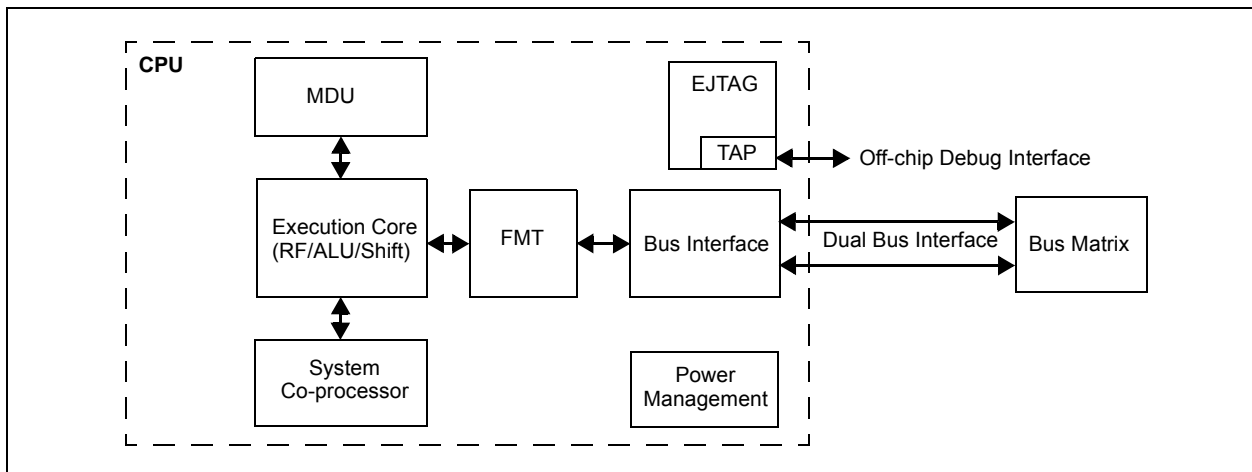 CPU
MDU
EJTAG
TAP
Off-chip Debug Interface
Execution Core
(RF/ALU/Shift)
FMT
Bus Interface
Dual Bus Interface
Bus Matrix
System
Co-processor
Power
Management